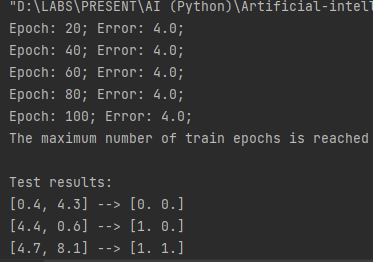 "D:\LABS\PRESENT\AI (Python)\Artificial-intel
Epoch: 20; Error: 4.0;
Epoch: 40; Error: 4.0;
Epoch: 60; Error: 4.0;
Epoch: 80; Error: 4.0;
Epoch: 100; Error: 4.0;
The maximum number of train epochs is reached
Test results:
[0.4, 4.3] --> [0. 0.]
[4.4, 0.6] --> [1. 0.]
[4.7, 8.1] --> [1. 1.]